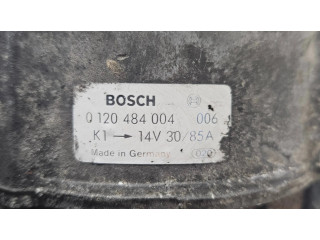 BOSCH
0 120 484 004 006
K1 → 14V 30/85A
Made in Germany